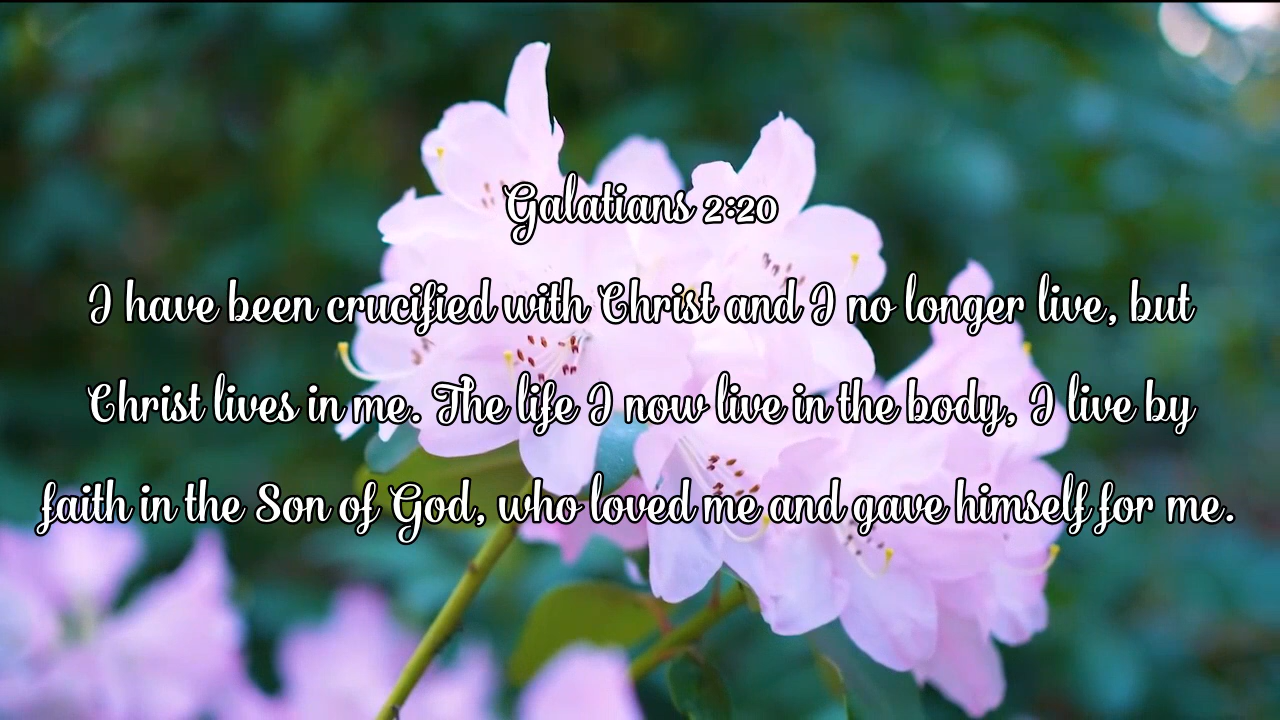 Galatians 2:20
I have been crucified with Christ and I no longer live, but
Christ lives in me. The life I now live in the body, I live by
faith in the Son of God, who loved me and gave himself for me.